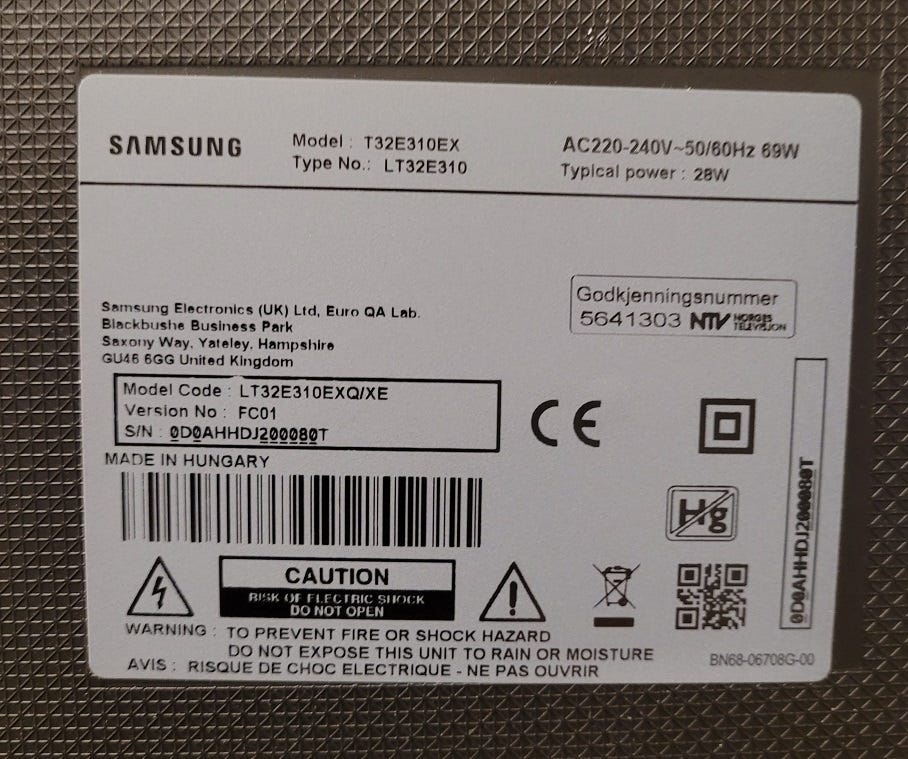 SAMSUNG
Model : T32E310EX
Type No.: LT32E310
AC220-240V~50/60Hz 69W
Typical power : 28W
Samsung Electronics (UK) Ltd, Euro QA Lab.
Blackbushe Business Park
Saxony Way, Yateley, Hampshire
GU46 6GG United Kingdom
Godkjenningsnummer
5641303 NTV NORGES
TELEVISJON
Model Code : LT32E310EXQ/XE
Version No : FC01
S/N : 0D0AHHDJ200080T
MADE IN HUNGARY
CE
Hg
0D0AHHDJ200080T
CAUTION
RISK OF ELECTRIC SHOCK
DO NOT OPEN
WARNING : TO PREVENT FIRE OR SHOCK HAZARD
DO NOT EXPOSE THIS UNIT TO RAIN OR MOISTURE
AVIS : RISQUE DE CHOC ELECTRIQUE - NE PAS OUVRIR
BN68-06708G-00